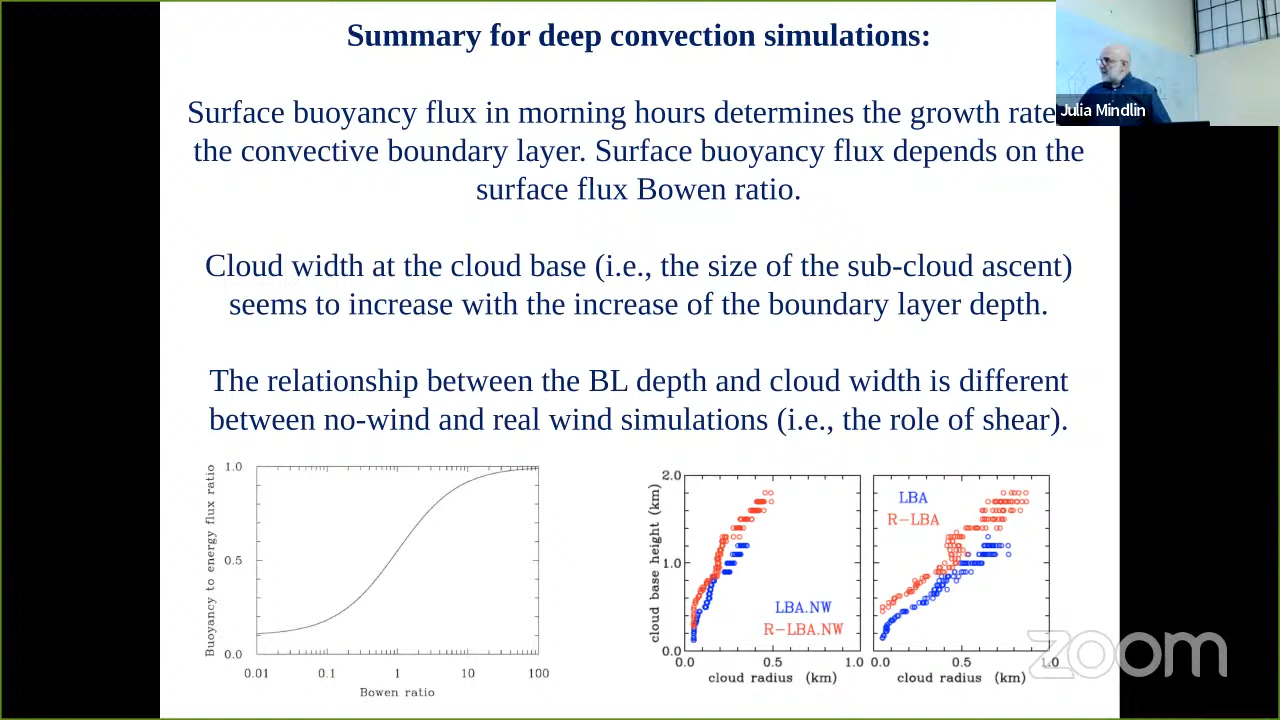 Summary for deep convection simulations:
Surface buoyancy flux in morning hours determines the growth rate
the convective boundary layer. Surface buoyancy flux depends on the
surface flux Bowen ratio.
Cloud width at the cloud base (i.e., the size of the sub-cloud ascent)
seems to increase with the increase of the boundary layer depth.
The relationship between the BL depth and cloud width is different
between no-wind and real wind simulations (i.e., the role of shear).
Julia Mindlin
Buoyancy to energy flux ratio
1.0
0.5
0.0
0.01 0.1 1 10 100
Bowen ratio
cloud base height (km)
2.0
1.0
0.0
LBA.NW
R-LBA.NW
0.0 0.5 1.0
cloud radius (km)
LBA
R-LBA
0.0 0.5 1.0
cloud radius (km)
zoom